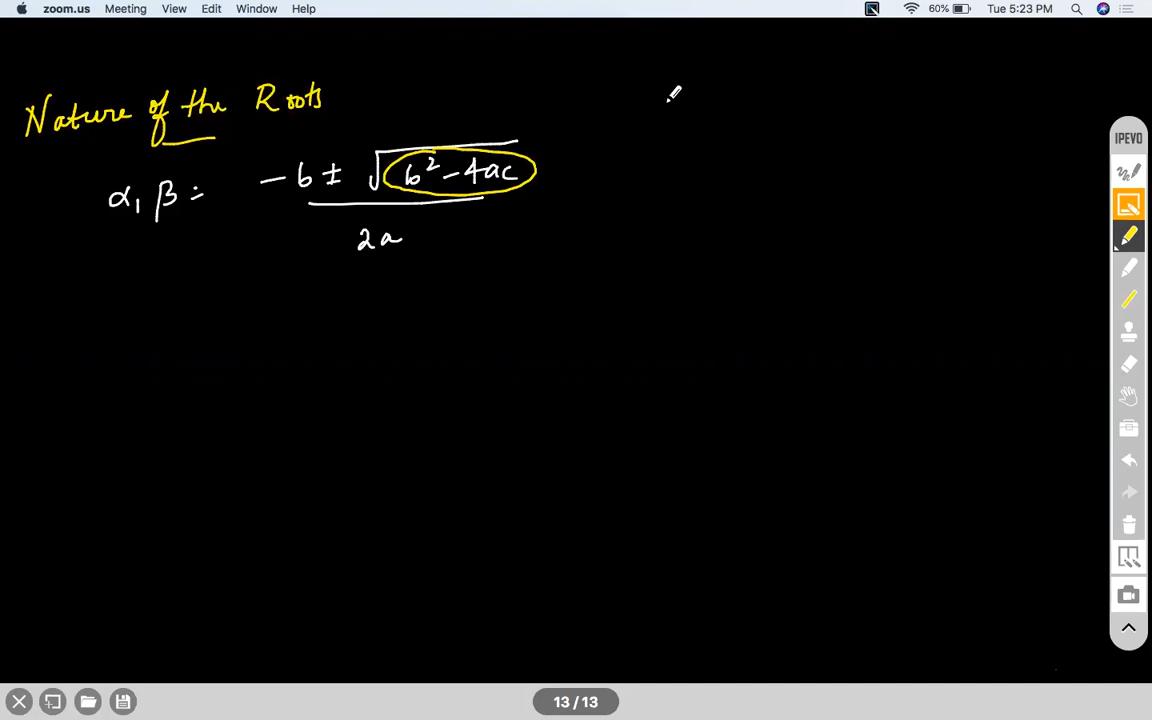 zoom.us Meeting View Edit Window Help 60% Tue 5:23 PM
Nature of the Roots
α, β = −b ± √b² − 4ac
2a
IPEVO
13 / 13